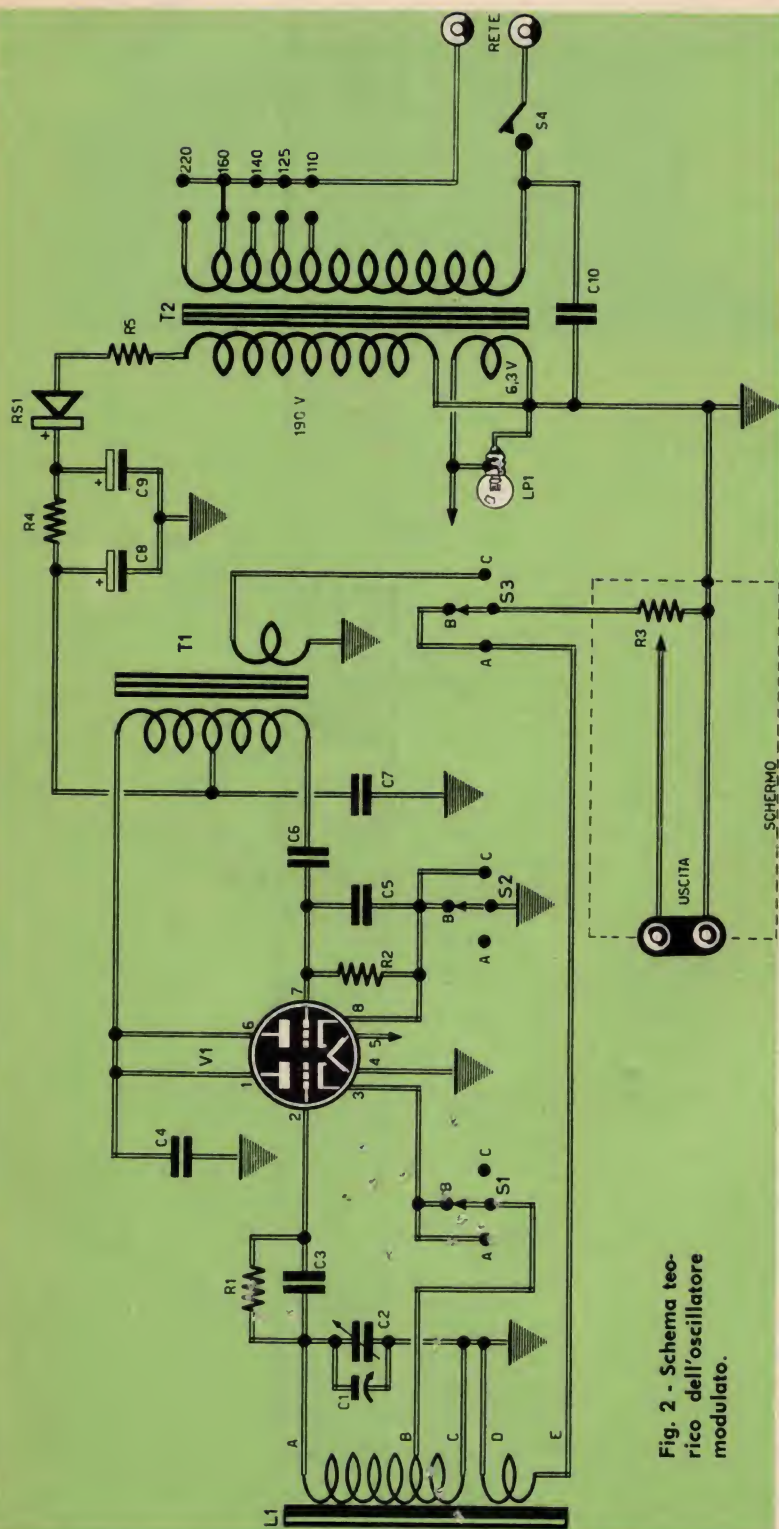 RETE
S4
220
160
140
125
110
T2
C10
RS1
R5
190 V
6,3 V
LP1
R4
C9
C8
+
+
+
T1
C
B
S3
A
R3
USCITA
SCHERMO
C7
C6
C5
R2
C
B
S2
A
V1
1
6
2
7
3
4
5
8
C4
R1
C3
C1
C2
C
B
S1
A
L1
A
B
C
D
E
Fig. 2 - Schema teo-
rico dell'oscillatore
modulato.